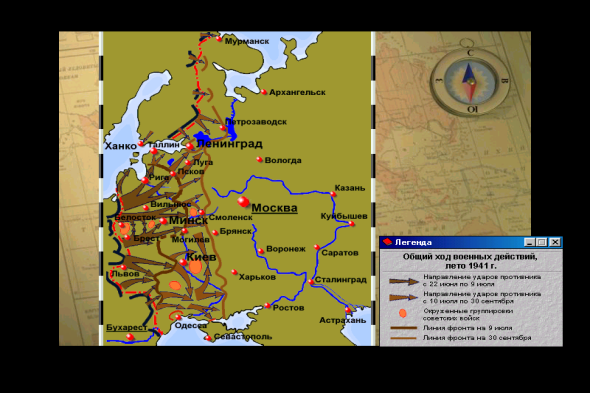 Мурманск
С
Архангельск
Петрозаводск
Ханко
Таллин
Ленинград
Луга
Вологда
Псков
Рига
Казань
Вильнюс
Москва
Белосток
Минск
Смоленск
Куйбышев
Брест
Могилев
Брянск
Киев
Воронеж
Саратов
Львов
Харьков
Сталинград
Ростов
Бухарест
Одесса
Севастополь
Астрахань
Легенда
Общий ход военных действий,
лето 1941 г.
Направление ударов противника
с 22 июня по 9 июля
Направление ударов противника
с 10 июля по 30 сентября
Окруженные группировки
советских войск
Линия фронта на 9 июля
Линия фронта на 30 сентября